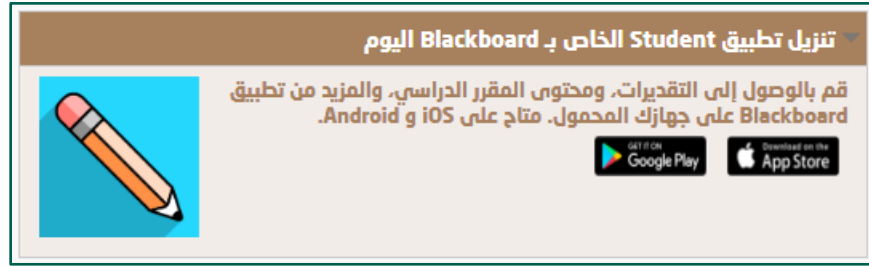 تنزيل تطبيق Student الخاص بـ Blackboard اليوم
قم بالوصول إلى التقديرات، ومحتوى المقرر الدراسي، والمزيد من تطبيق
Blackboard على جهازك المحمول. متاح على iOS و Android.
Download on the
App Store
GET IT ON
Google Play